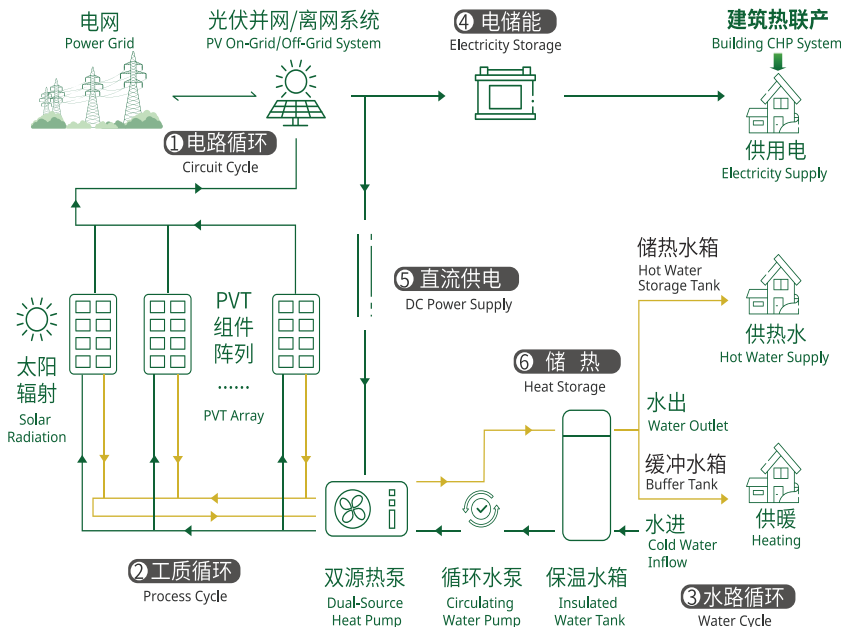 电网
Power Grid
光伏并网/离网系统
PV On-Grid/Off-Grid System
④ 电储能
Electricity Storage
建筑热联产
Building CHP System
① 电路循环
Circuit Cycle
供用电
Electricity Supply
⑤ 直流供电
DC Power Supply
储热水箱
Hot Water
Storage Tank
供热水
Hot Water Supply
太阳
辐射
Solar
Radiation
PVT
组件
阵列
......
PVT Array
⑥ 储 热
Heat Storage
水出
Water Outlet
缓冲水箱
Buffer Tank
供暖
Heating
水进
Cold Water
Inflow
② 工质循环
Process Cycle
双源热泵
Dual-Source
Heat Pump
循环水泵
Circulating
Water Pump
保温水箱
Insulated
Water Tank
③ 水路循环
Water Cycle